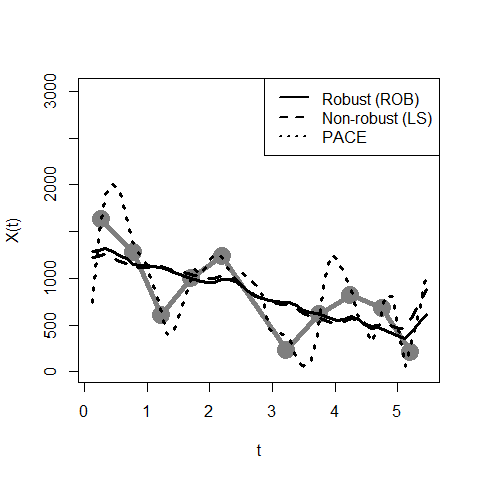 Robust (ROB)
Non-robust (LS)
PACE
X(t)
3000
2000
1000
500
0
0 1 2 3 4 5
t